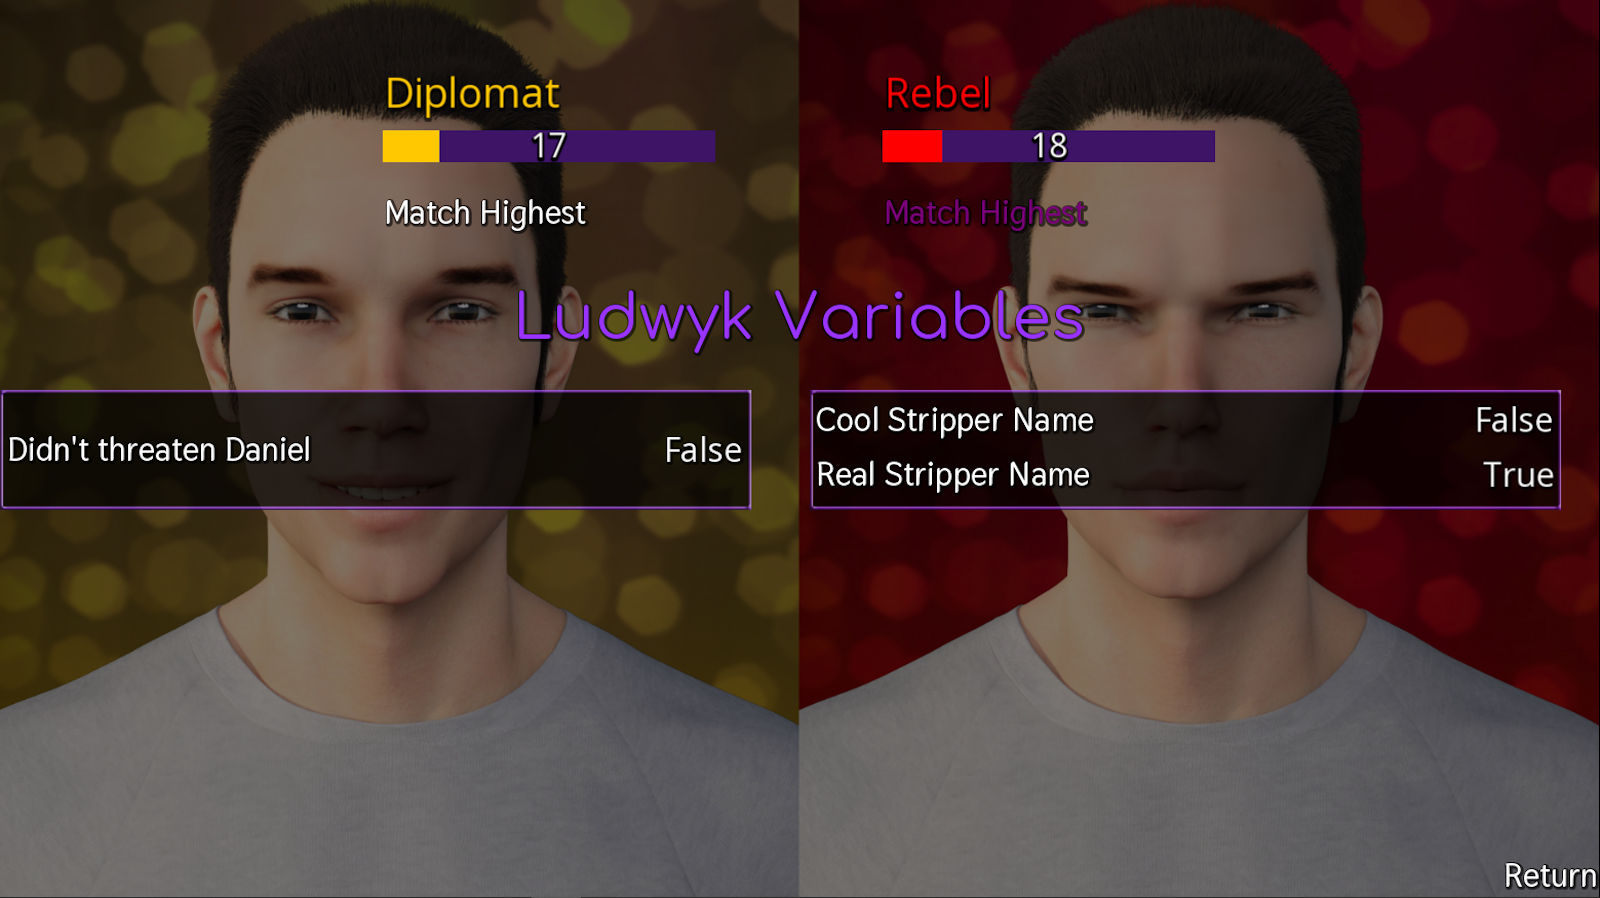 Diplomat
17
Match Highest
Rebel
18
Match Highest
Ludwyk Variables
Didn't threaten Daniel False
Cool Stripper Name False
Real Stripper Name True
Return